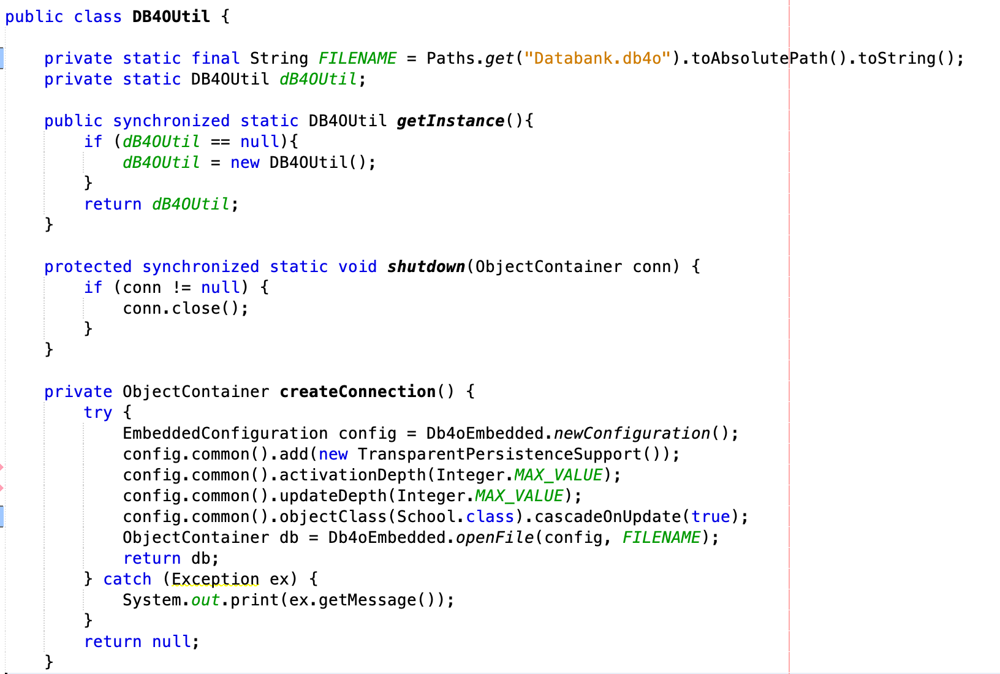 public class DB4OUtil {
    private static final String FILENAME = Paths.get("Databank.db4o").toAbsolutePath().toString();
    private static DB4OUtil dB4OUtil;
    public synchronized static DB4OUtil getInstance(){
        if (dB4OUtil == null){
            dB4OUtil = new DB4OUtil();
        }
        return dB4OUtil;
    }
    protected synchronized static void shutdown(ObjectContainer conn) {
        if (conn != null) {
            conn.close();
        }
    }
    private ObjectContainer createConnection() {
        try {
            EmbeddedConfiguration config = Db4oEmbedded.newConfiguration();
            config.common().add(new TransparentPersistenceSupport());
            config.common().activationDepth(Integer.MAX_VALUE);
            config.common().updateDepth(Integer.MAX_VALUE);
            config.common().objectClass(School.class).cascadeOnUpdate(true);
            ObjectContainer db = Db4oEmbedded.openFile(config, FILENAME);
            return db;
        } catch (Exception ex) {
            System.out.print(ex.getMessage());
        }
        return null;
    }